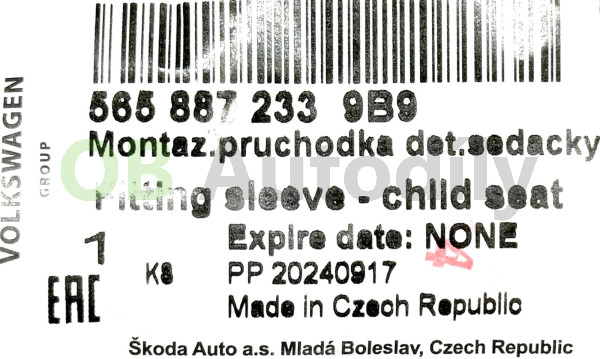 VOLKSWAGEN
GROUP
565 887 233 9B9
Montaz.pruchodka det.sedacky
OB Autodily
Fitting sleeve - child seat
1
Expire date: NONE
K8
PP 20240917
EAC
Made in Czech Republic
Škoda Auto a.s. Mladá Boleslav, Czech Republic